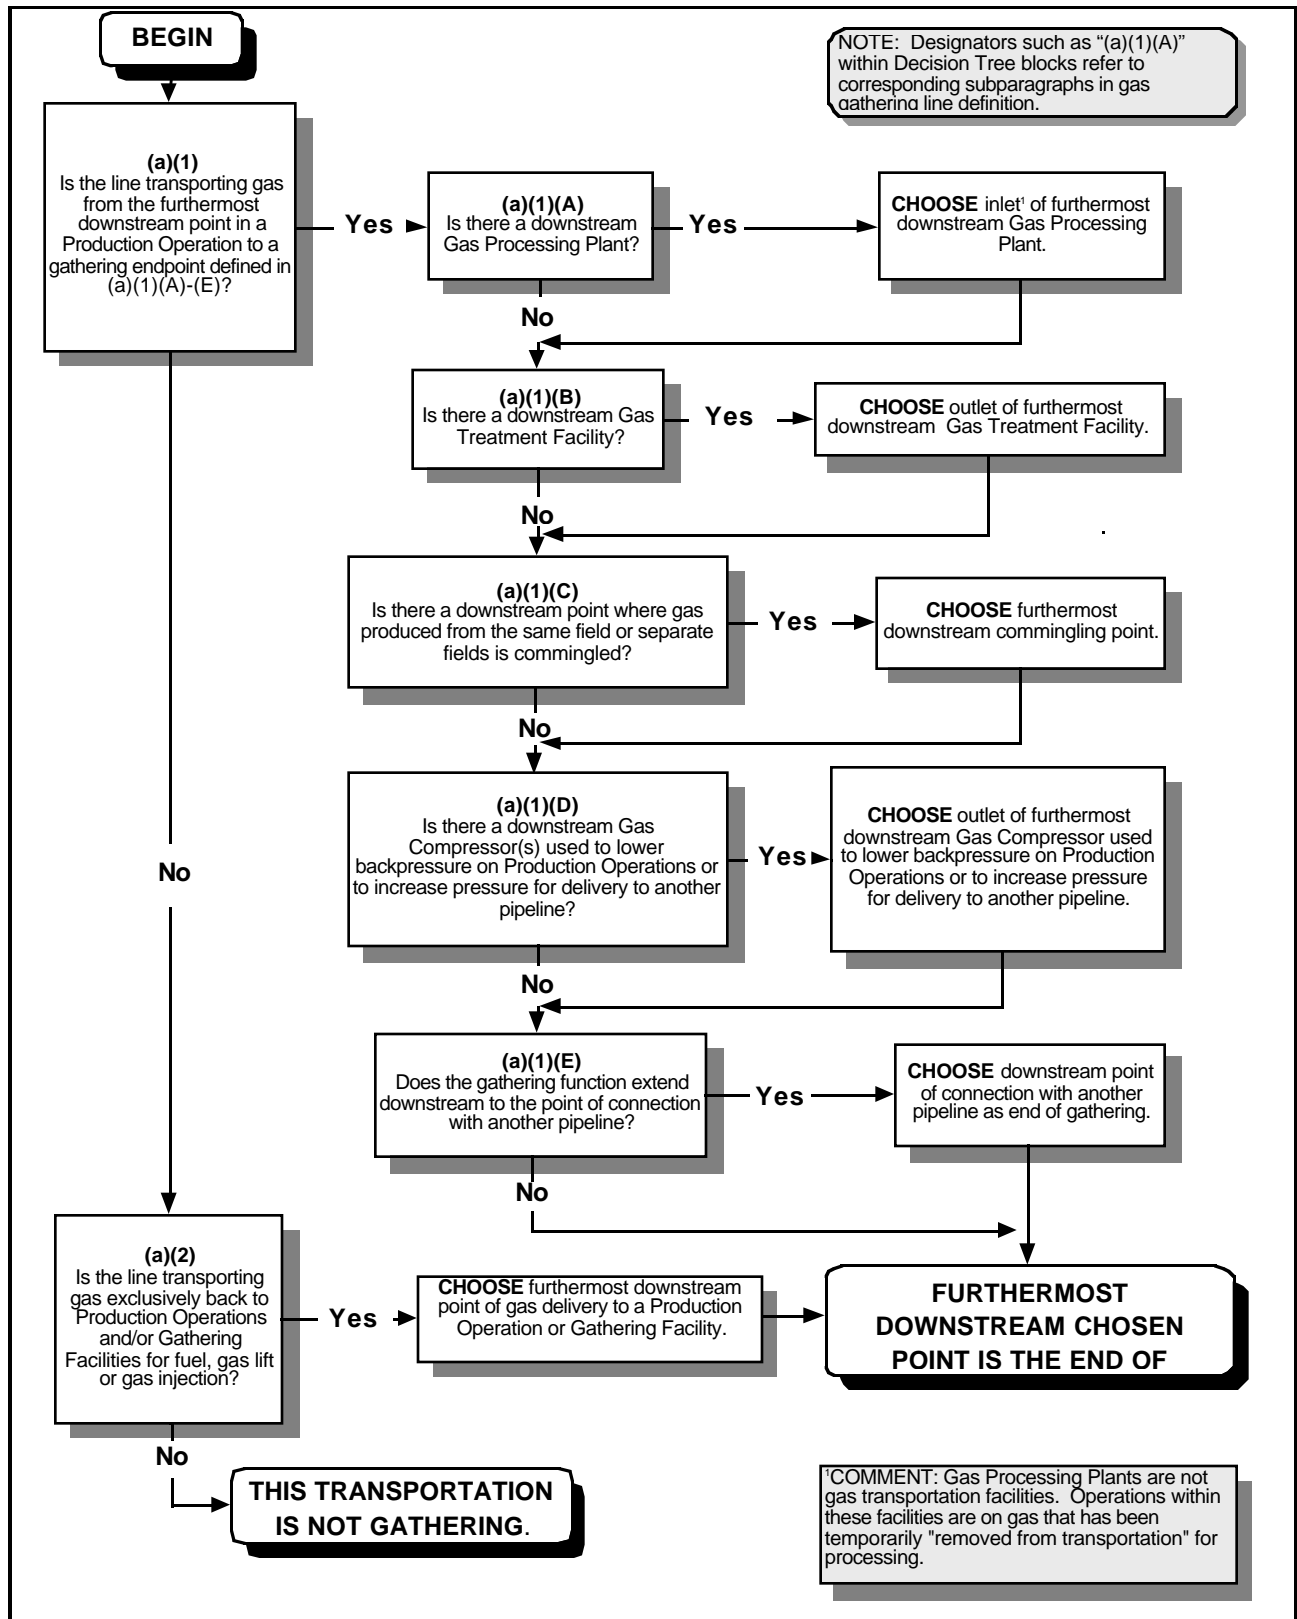 BEGIN
NOTE: Designators such as “(a)(1)(A)”
within Decision Tree blocks refer to
corresponding subparagraphs in gas
gathering line definition.
(a)(1)
Is the line transporting gas
from the furthermost
downstream point in a
Production Operation to a
gathering endpoint defined in
(a)(1)(A)-(E)?
Yes
(a)(1)(A)
Is there a downstream
Gas Processing Plant?
Yes
CHOOSE inlet¹ of furthermost
downstream Gas Processing
Plant.
No
(a)(1)(B)
Is there a downstream Gas
Treatment Facility?
Yes
CHOOSE outlet of furthermost
downstream Gas Treatment Facility.
No
(a)(1)(C)
Is there a downstream point where gas
produced from the same field or separate
fields is commingled?
Yes
CHOOSE furthermost
downstream commingling point.
No
(a)(1)(D)
Is there a downstream Gas
Compressor(s) used to lower
backpressure on Production Operations or
to increase pressure for delivery to another
pipeline?
Yes
CHOOSE outlet of furthermost
downstream Gas Compressor used
to lower backpressure on Production
Operations or to increase pressure
for delivery to another pipeline.
No
No
(a)(1)(E)
Does the gathering function extend
downstream to the point of connection
with another pipeline?
Yes
CHOOSE downstream point
of connection with another
pipeline as end of gathering.
No
(a)(2)
Is the line transporting
gas exclusively back to
Production Operations
and/or Gathering
Facilities for fuel, gas lift
or gas injection?
Yes
CHOOSE furthermost downstream
point of gas delivery to a Production
Operation or Gathering Facility.
FURTHERMOST
DOWNSTREAM CHOSEN
POINT IS THE END OF
No
THIS TRANSPORTATION
IS NOT GATHERING.
¹COMMENT: Gas Processing Plants are not
gas transportation facilities. Operations within
these facilities are on gas that has been
temporarily "removed from transportation" for
processing.